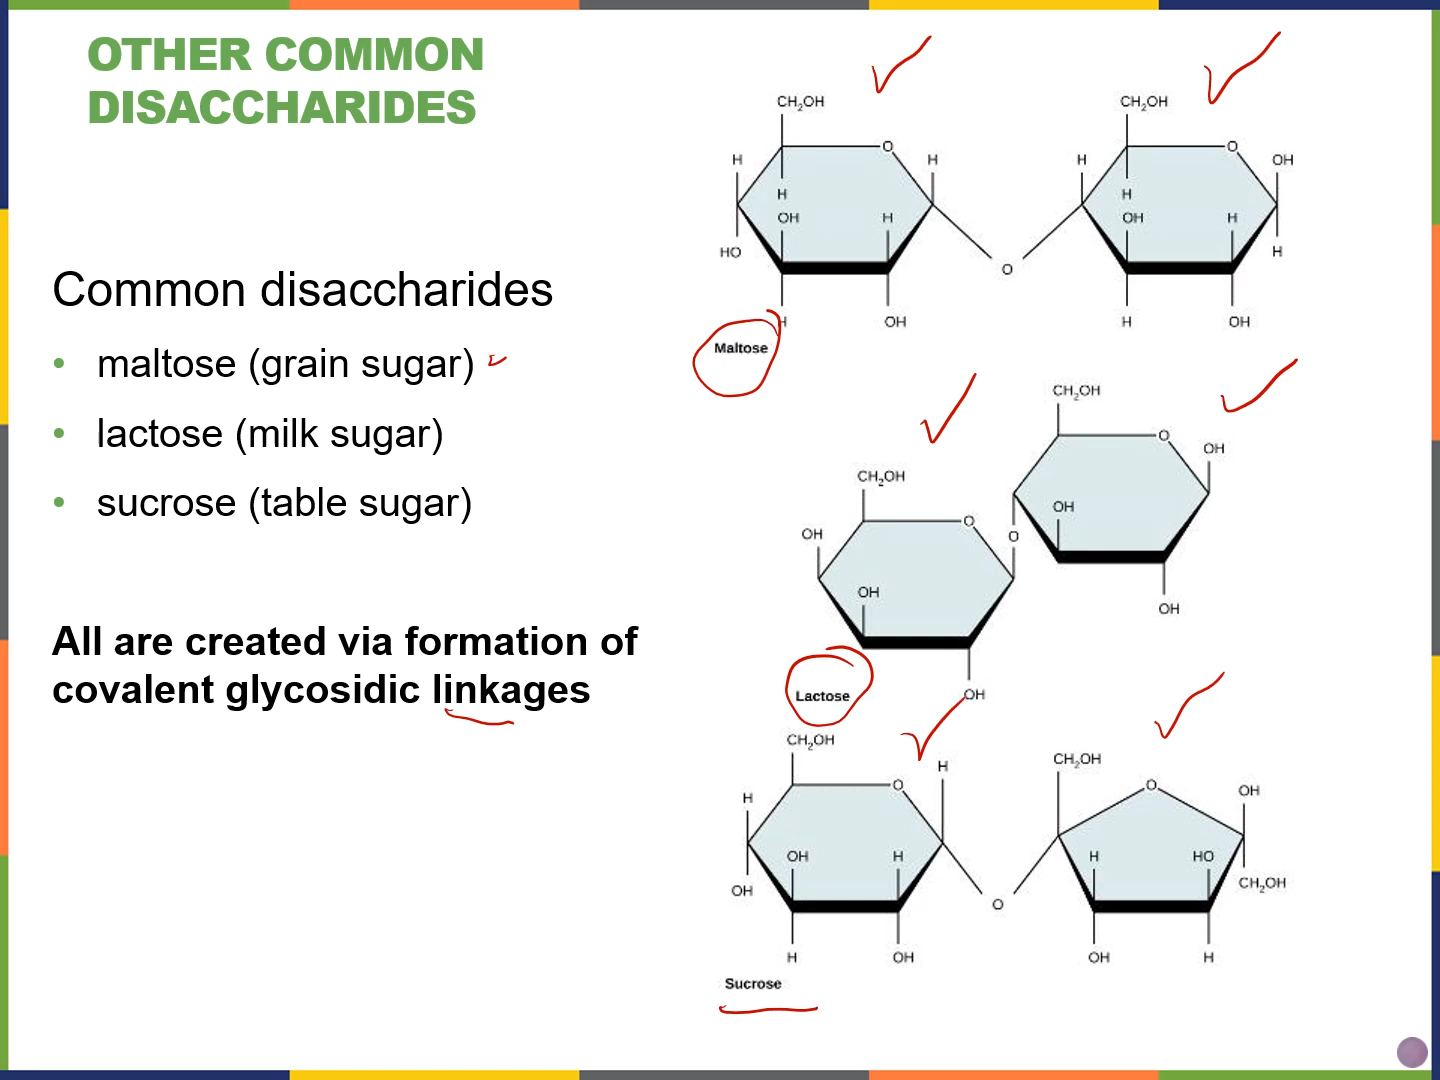 OTHER COMMON
DISACCHARIDES
Common disaccharides
• maltose (grain sugar)
• lactose (milk sugar)
• sucrose (table sugar)
All are created via formation of
covalent glycosidic linkages
CH₂OH CH₂OH
H O H H O OH
H H
OH H OH H
HO O H
H OH H OH
Maltose
CH₂OH
O OH
CH₂OH
OH
OH O O
OH
OH
Lactose OH
CH₂OH
H CH₂OH
H O O OH
OH H H HO
OH O CH₂OH
H OH OH H
Sucrose